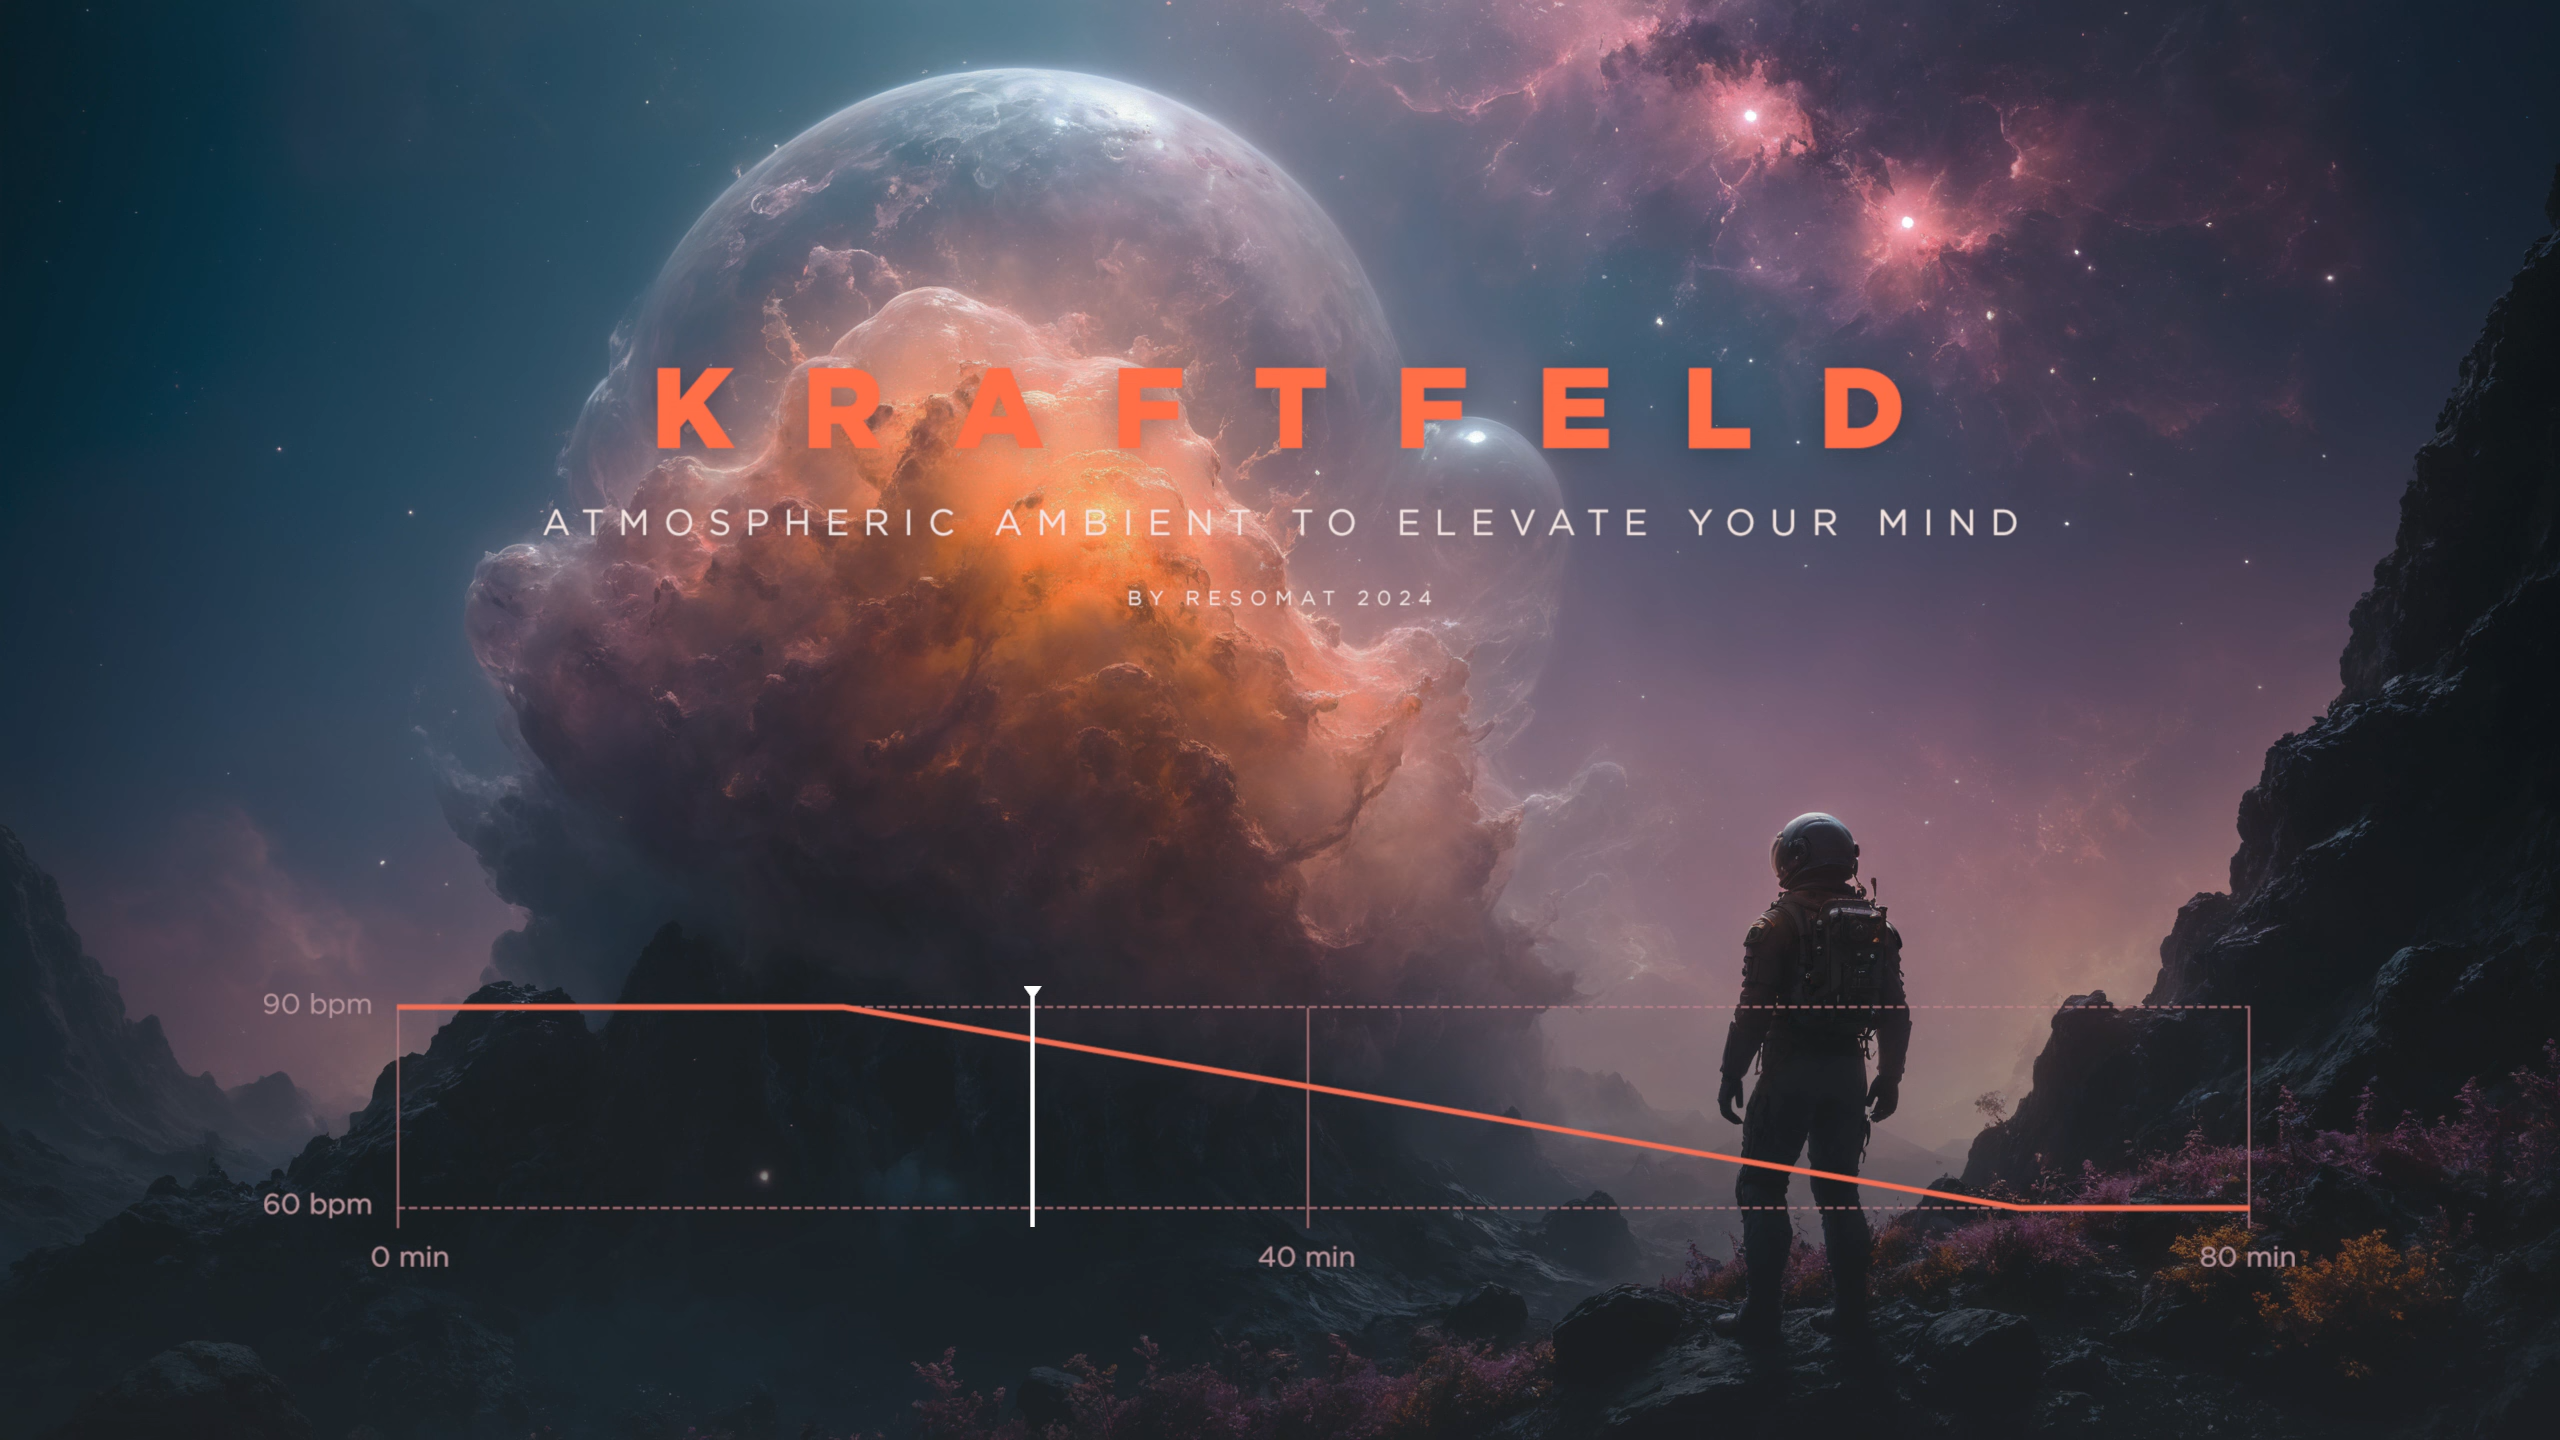 KRAFTFELD
ATMOSPHERIC AMBIENT TO ELEVATE YOUR MIND
BY RESOMAT 2024
90 bpm
60 bpm
0 min
40 min
80 min